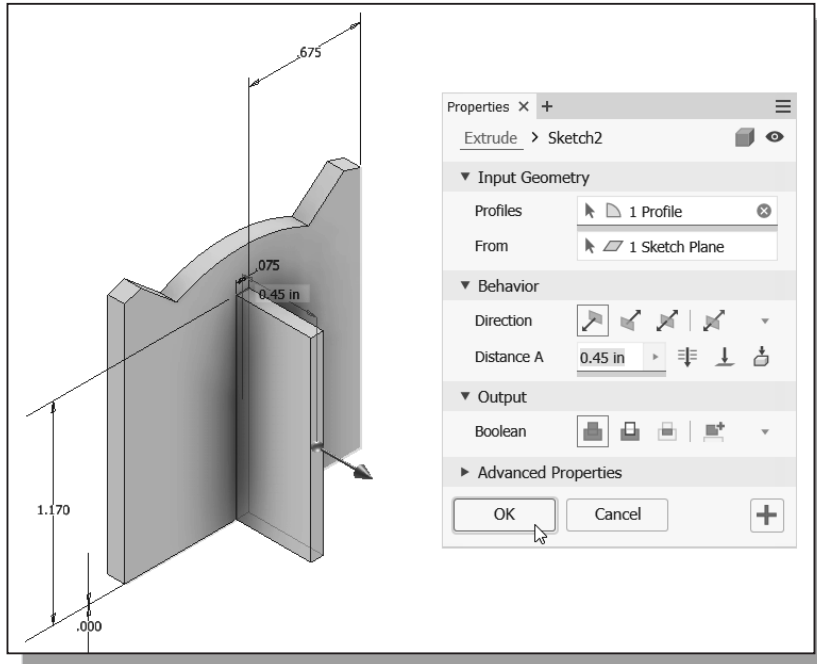 .675
.075
0.45 in
1.170
.000
Properties × +
Extrude > Sketch2
Input Geometry
Profiles 1 Profile
From 1 Sketch Plane
Behavior
Direction
Distance A 0.45 in
Output
Boolean
Advanced Properties
OK Cancel